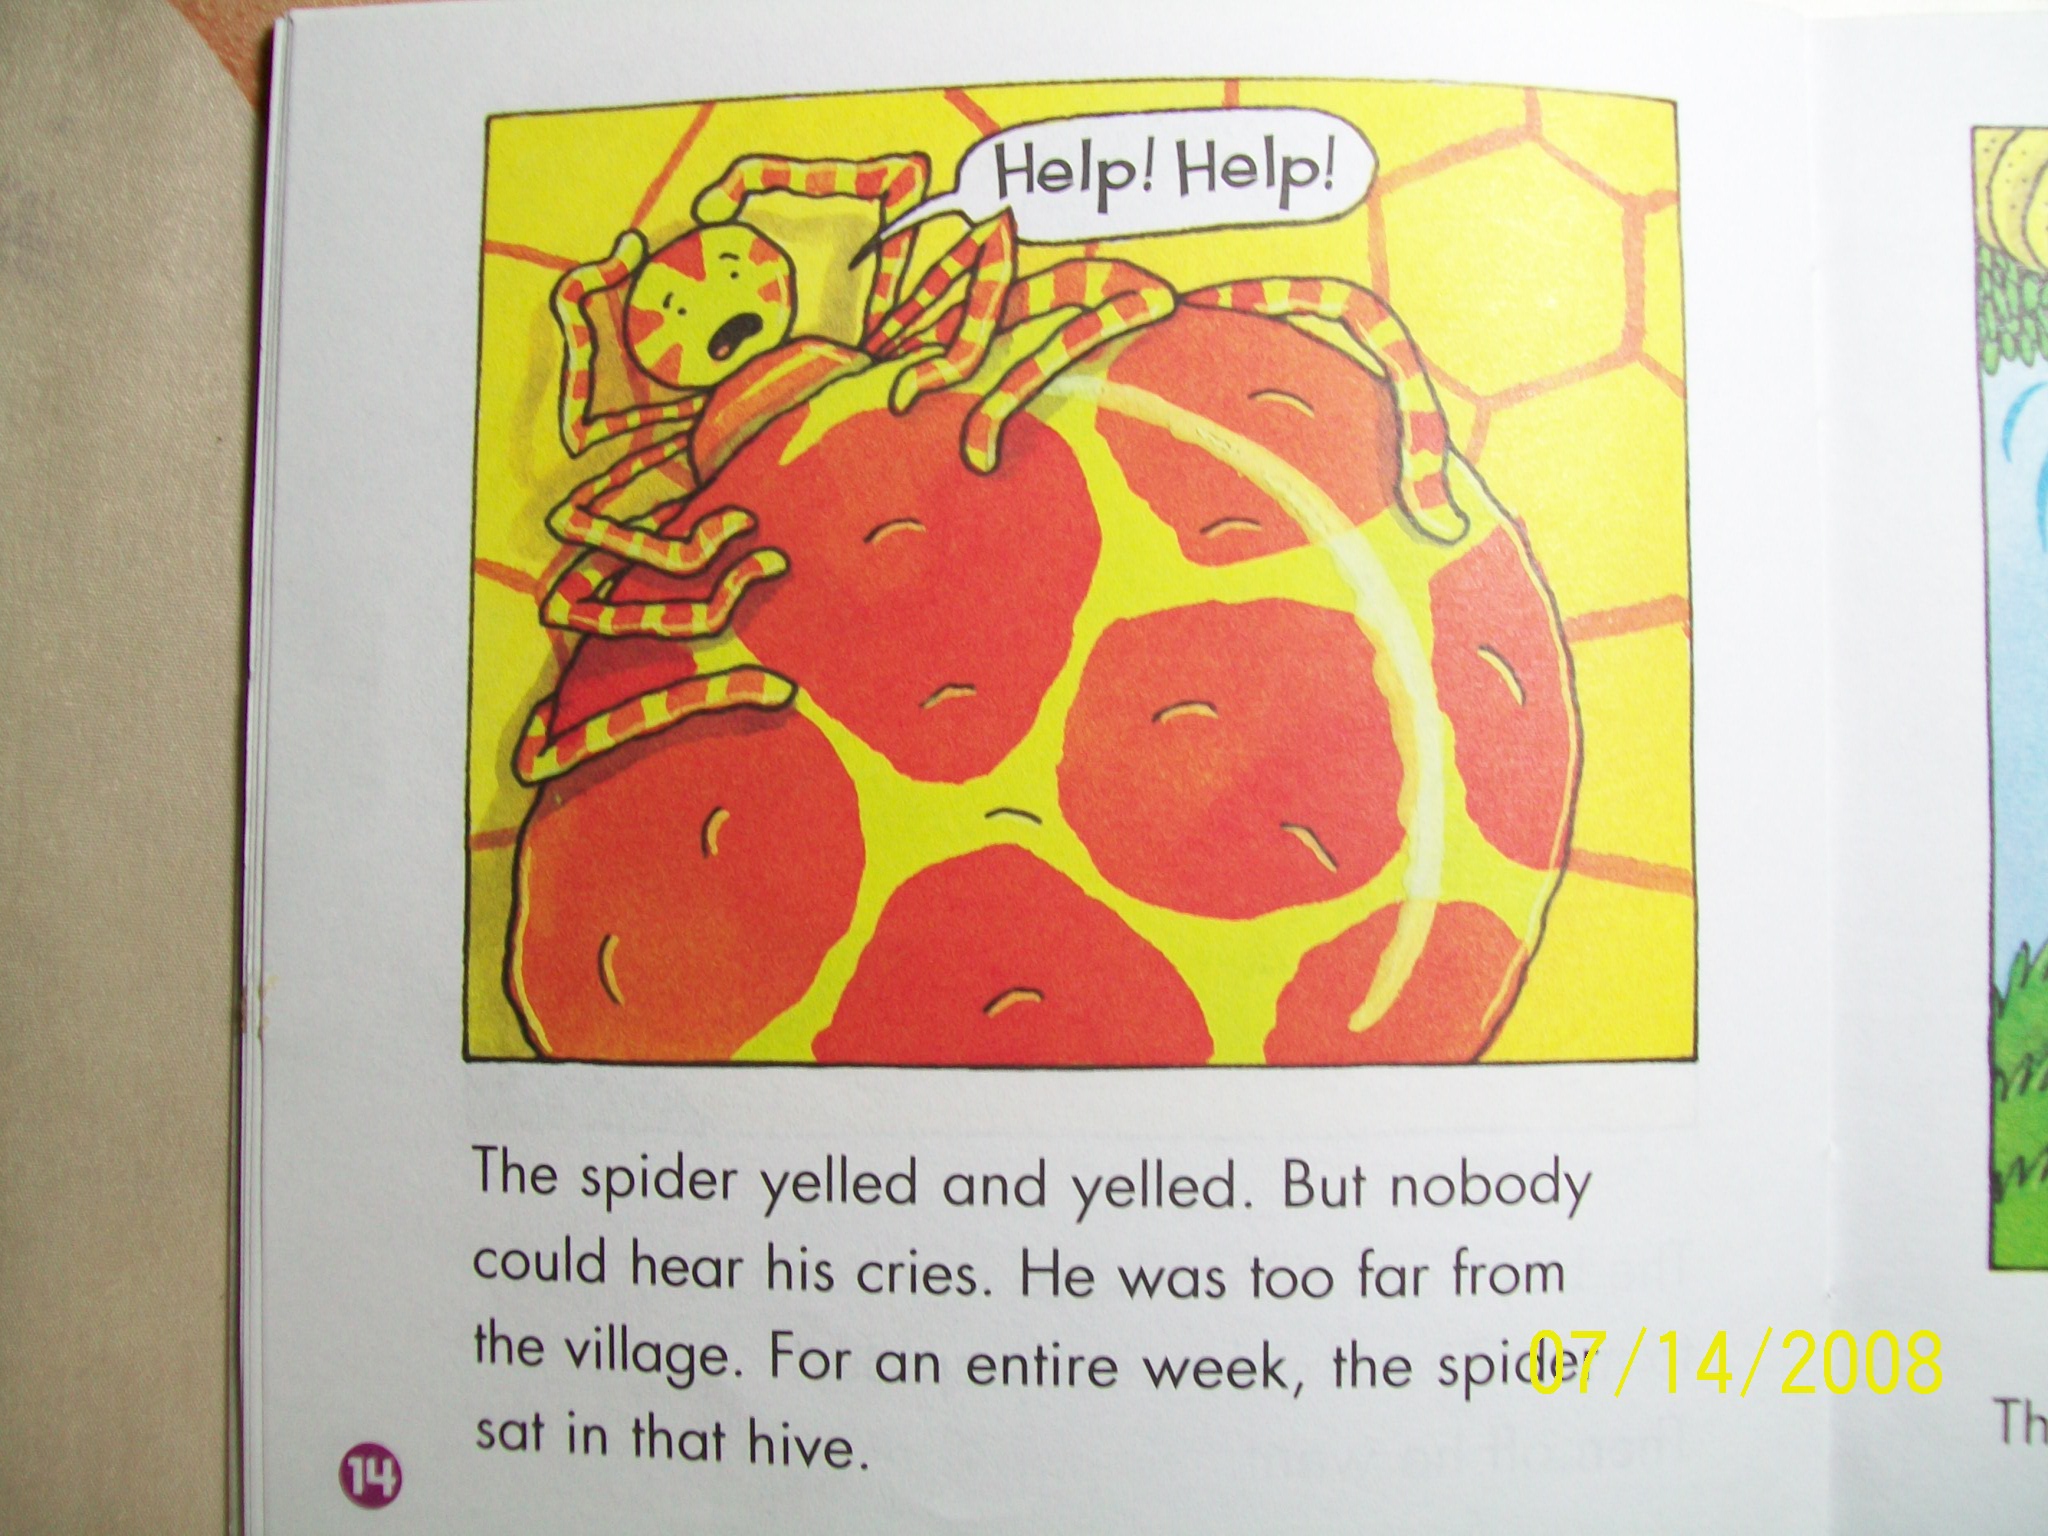 Help! Help!
The spider yelled and yelled. But nobody
could hear his cries. He was too far from
the village. For an entire week, the spider
sat in that hive.
14
07/14/2008
Th